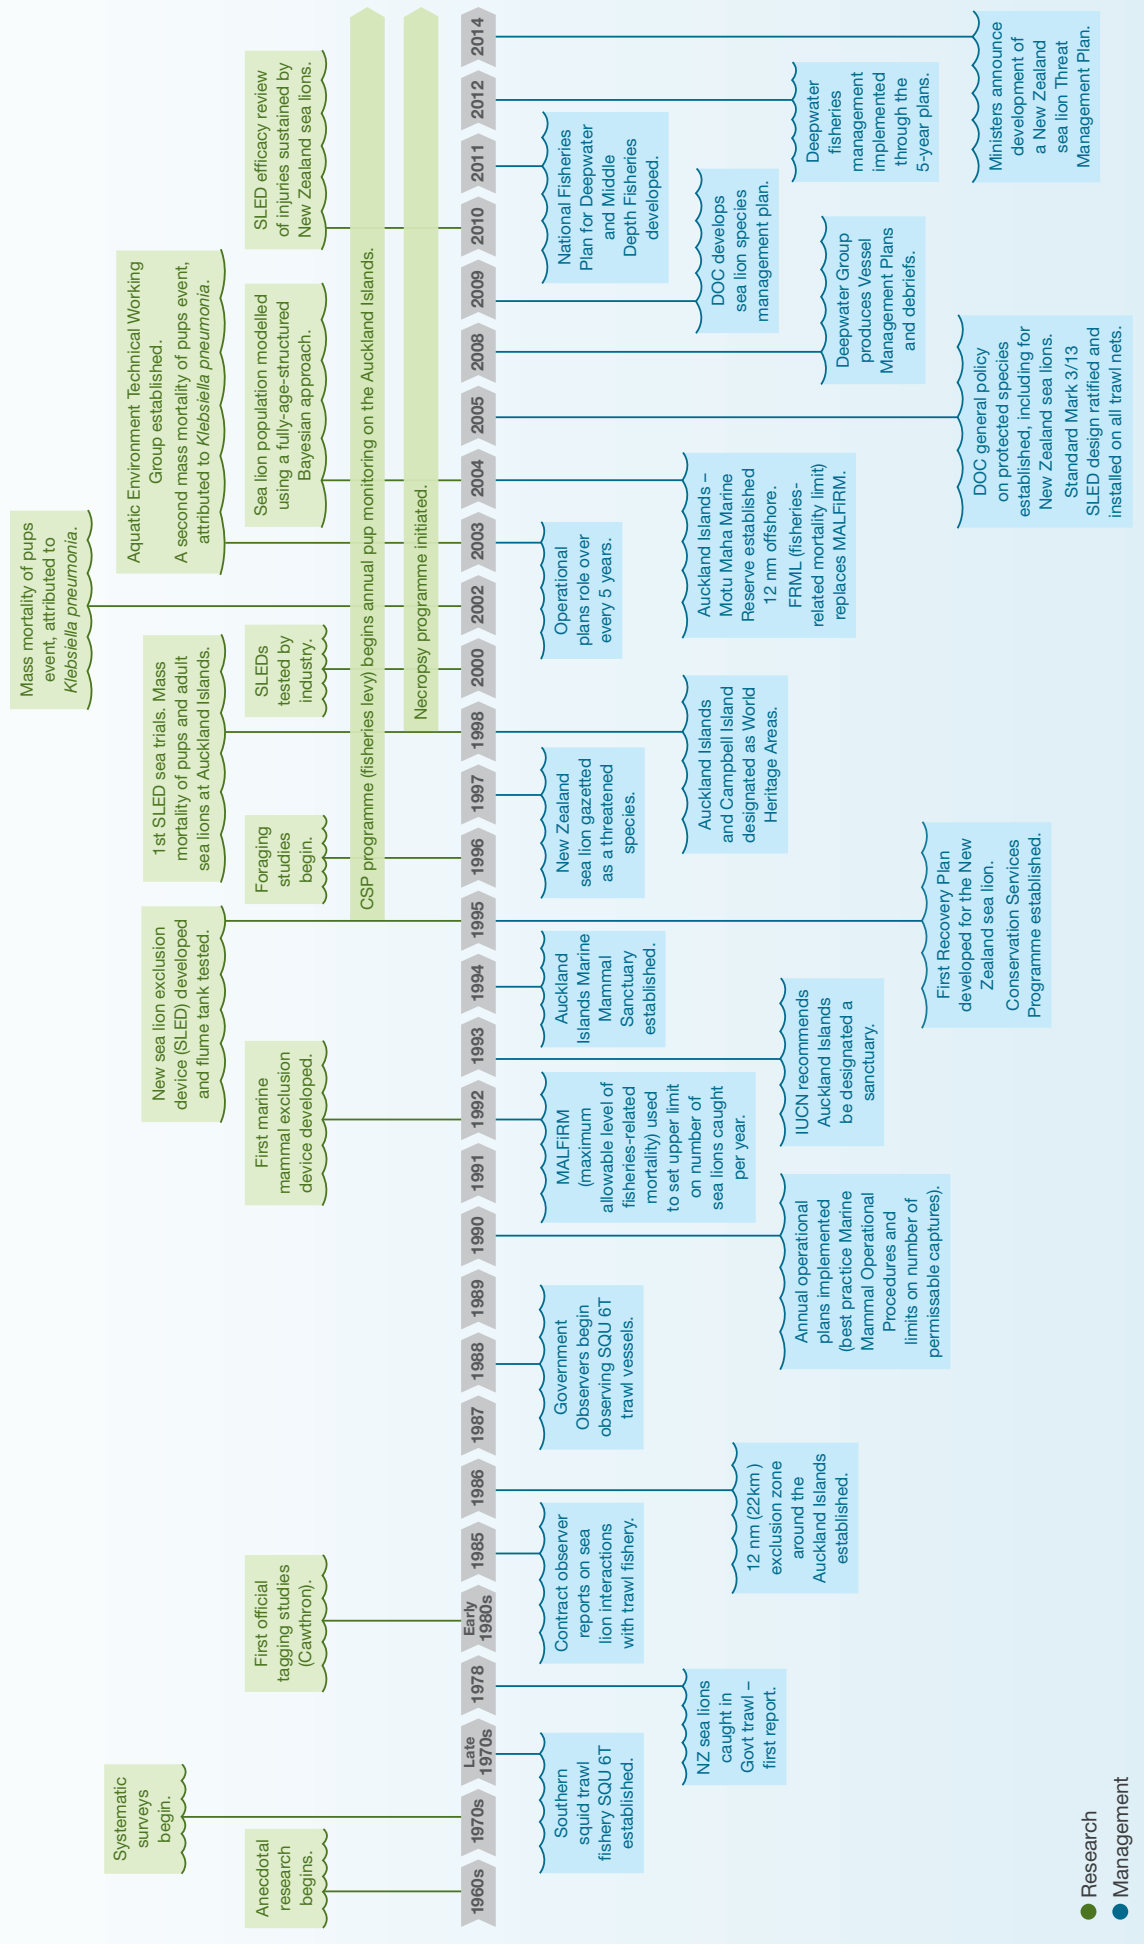 Mass mortality of pups
event, attributed to
Klebsiella pneumonia.
Aquatic Environment Technical Working
Group established.
A second mass mortality of pups event,
attributed to Klebsiella pneumonia.
1st SLED sea trials. Mass
mortality of pups and adult
sea lions at Auckland Islands.
New sea lion exclusion
device (SLED) developed
and flume tank tested.
Systematic
surveys
begin.
Anecdotal
research
begins.
First official
tagging studies
(Cawthron).
First marine
mammal exclusion
device developed.
Foraging
studies
begin.
SLEDs
tested by
industry.
Sea lion population modelled
using a fully-age-structured
Bayesian approach.
SLED efficacy review
of injuries sustained by
New Zealand sea lions.
CSP programme (fisheries levy) begins annual pup monitoring on the Auckland Islands.
Necropsy programme initiated.
1960s
1970s
Late
1970s
1978
Early
1980s
1985
1986
1987
1988
1989
1990
1991
1992
1993
1994
1995
1996
1997
1998
2000
2002
2003
2004
2005
2008
2009
2010
2011
2012
2014
Southern
squid trawl
fishery SQU 6T
established.
NZ sea lions
caught in
Govt trawl –
first report.
Contract observer
reports on sea
lion interactions
with trawl fishery.
12 nm (22km )
exclusion zone
around the
Auckland Islands
established.
Government
Observers begin
observing SQU 6T
trawl vessels.
Annual operational
plans implemented
(best practice Marine
Mammal Operational
Procedures and
limits on number of
permissable captures).
MALFiRM
(maximum
allowable level of
fisheries-related
mortality) used
to set upper limit
on number of
sea lions caught
per year.
IUCN recommends
Auckland Islands
be designated a
sanctuary.
Auckland
Islands Marine
Mammal
Sanctuary
established.
First Recovery Plan
developed for the New
Zealand sea lion.
Conservation Services
Programme established.
New Zealand
sea lion gazetted
as a threatened
species.
Auckland Islands
and Campbell Island
designated as World
Heritage Areas.
Operational
plans role over
every 5 years.
Auckland Islands –
Motu Maha Marine
Reserve established
12 nm offshore.
FRML (fisheries-
related mortality limit)
replaces MALFiRM.
DOC general policy
on protected species
established, including for
New Zealand sea lions.
Standard Mark 3/13
SLED design ratified and
installed on all trawl nets.
Deepwater Group
produces Vessel
Management Plans
and debriefs.
DOC develops
sea lion species
management plan.
National Fisheries
Plan for Deepwater
and Middle
Depth Fisheries
developed.
Deepwater
fisheries
management
implemented
through the
5-year plans.
Ministers announce
development of
a New Zealand
sea lion Threat
Management Plan.
Research
Management